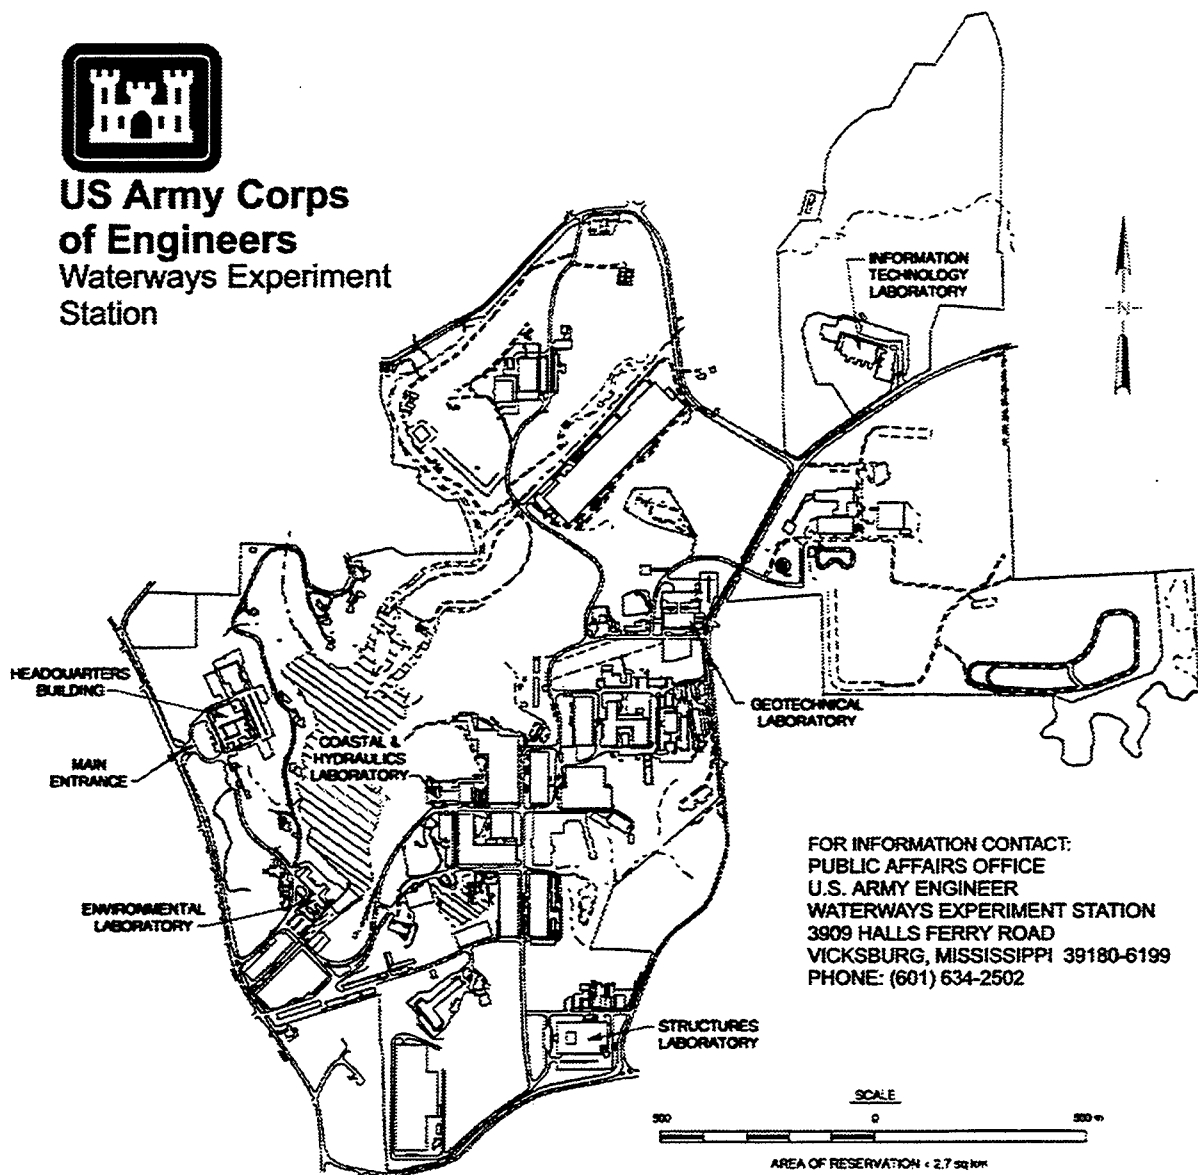 US Army Corps
of Engineers
Waterways Experiment
Station
INFORMATION
TECHNOLOGY
LABORATORY
N
HEADQUARTERS
BUILDING
MAIN
ENTRANCE
COASTAL &
HYDRAULICS
LABORATORY
GEOTECHNICAL
LABORATORY
ENVIRONMENTAL
LABORATORY
FOR INFORMATION CONTACT:
PUBLIC AFFAIRS OFFICE
U.S. ARMY ENGINEER
WATERWAYS EXPERIMENT STATION
3909 HALLS FERRY ROAD
VICKSBURG, MISSISSIPPI 39180-6199
PHONE: (601) 634-2502
STRUCTURES
LABORATORY
SCALE
500 0 500 m
AREA OF RESERVATION = 2.7 sq km